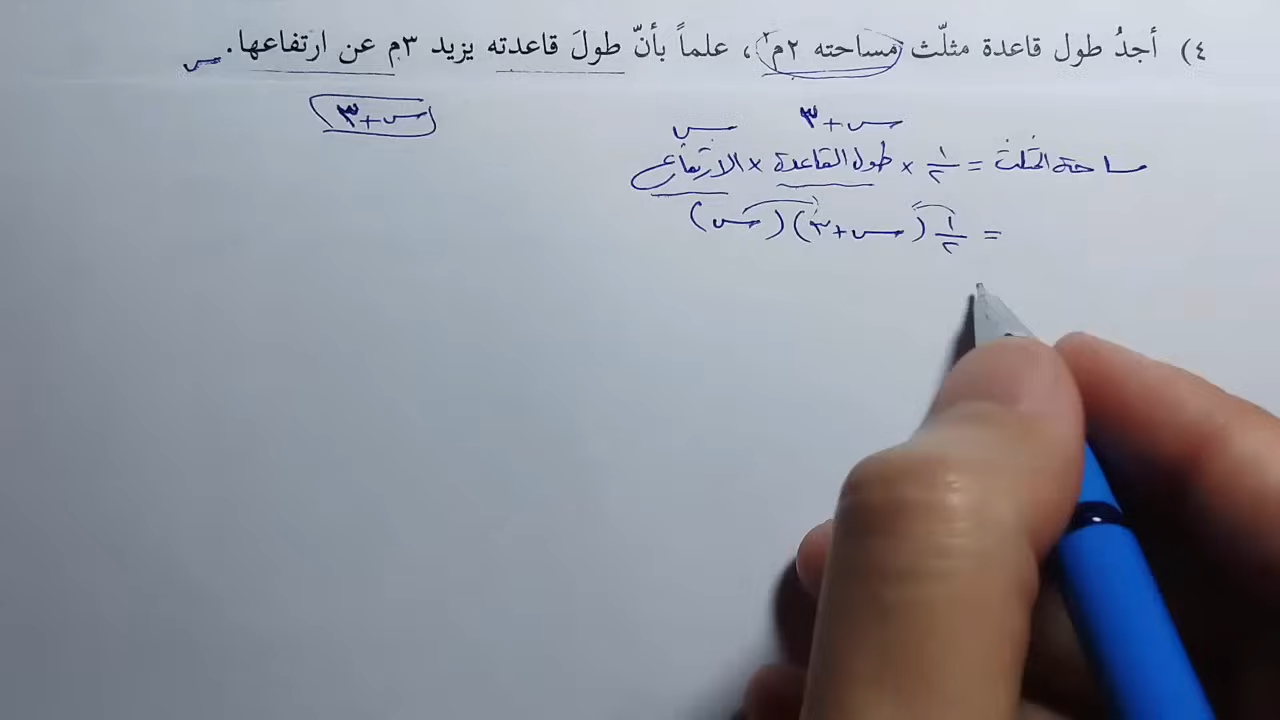 ٤) أجدُ طول قاعدة مثلّث مساحته ٢م٢، علماً بأنّ طولَ قاعدته يزيد ٣م عن ارتفاعها.
س
س+٣
س+٣ س
مساحة المثلث = ١/٢ × طول القاعدة × الارتفاع
= ١/٢ (س+٣)(س)